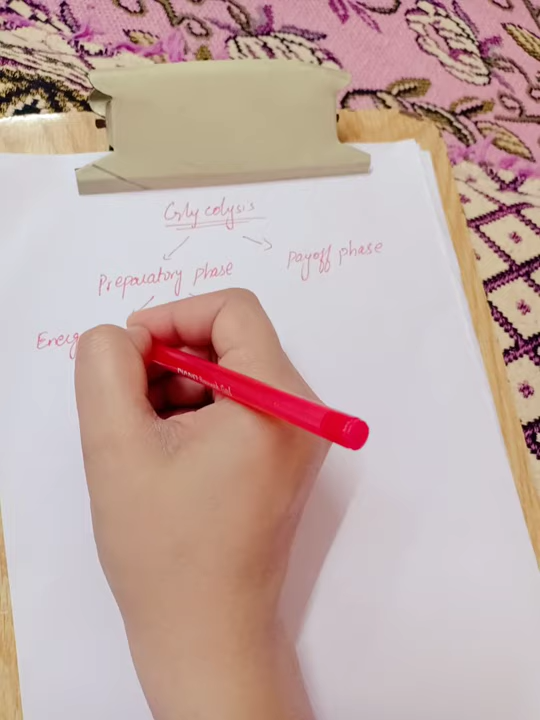 Glycolysis
Preparatory phase
Payoff phase
Energ